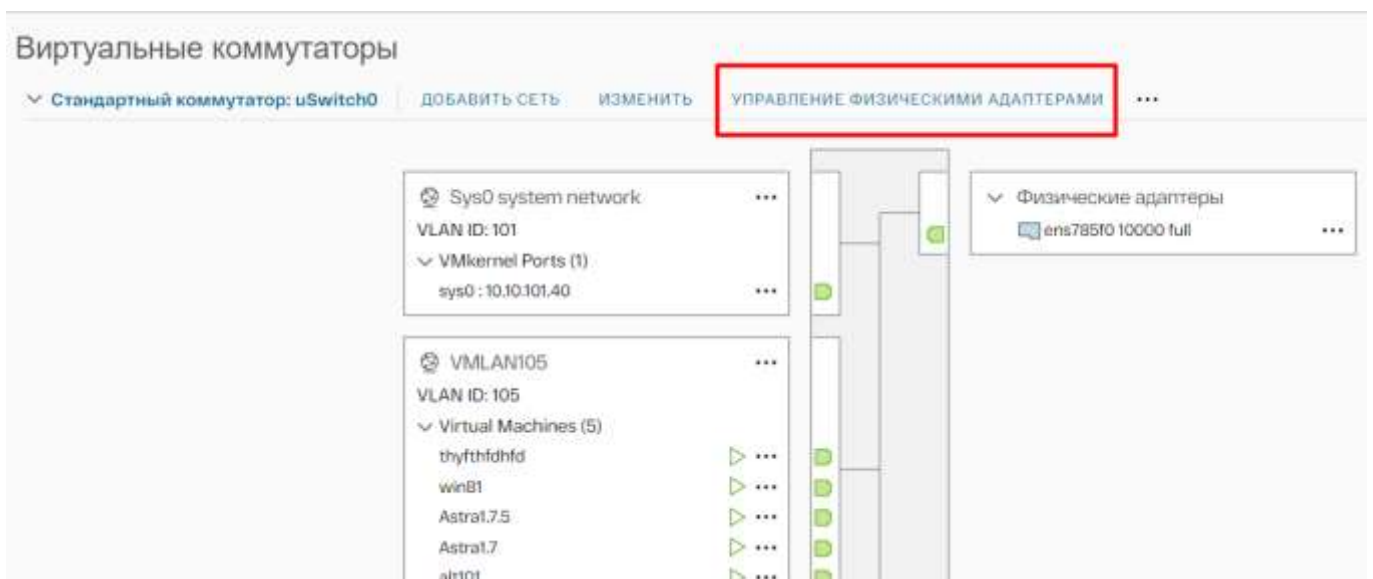 Виртуальные коммутаторы
Стандартный коммутатор: uSwitch0 ДОБАВИТЬ СЕТЬ ИЗМЕНИТЬ УПРАВЛЕНИЕ ФИЗИЧЕСКИМИ АДАПТЕРАМИ ...
Sys0 system network ...
VLAN ID: 101
VMkernel Ports (1)
sys0 : 10.10.101.40 ...
Физические адаптеры
ens785f0 10000 full ...
VMLAN105 ...
VLAN ID: 105
Virtual Machines (5)
thyfthfdhfd ...
win81 ...
Astra1.7.5 ...
Astra1.7 ...
alt101 ...